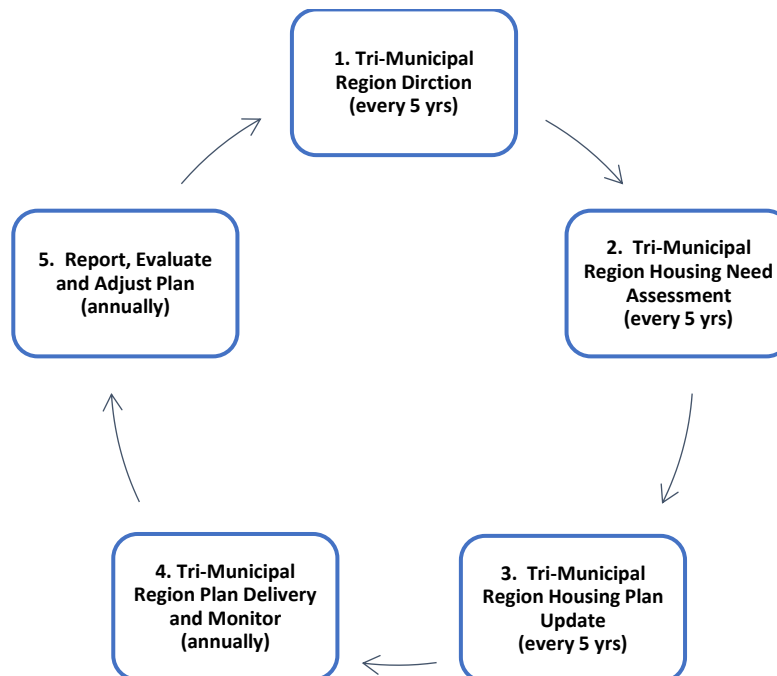 1. Tri-Municipal
Region Dirction
(every 5 yrs)
2. Tri-Municipal
Region Housing Need
Assessment
(every 5 yrs)
3. Tri-Municipal
Region Housing Plan
Update
(every 5 yrs)
4. Tri-Municipal
Region Plan Delivery
and Monitor
(annually)
5. Report, Evaluate
and Adjust Plan
(annually)